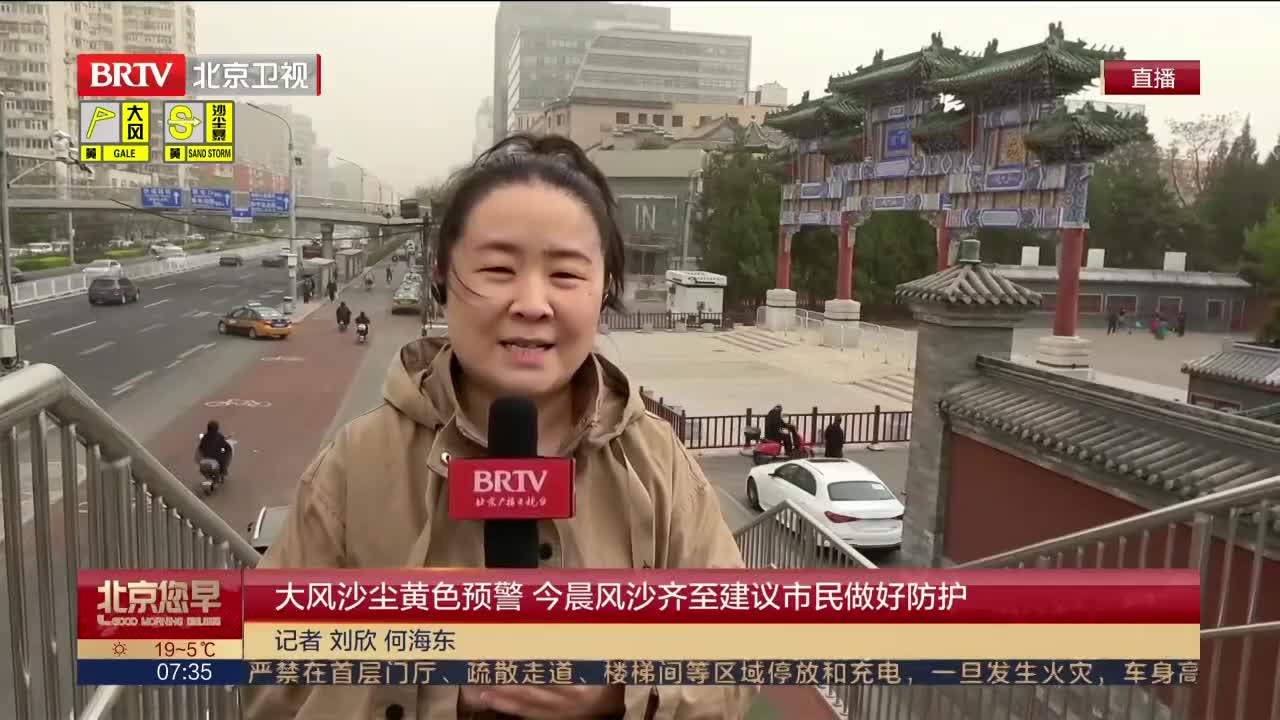 BRTV 北京卫视
直播
大风
黄 GALE
沙尘暴
黄 SAND STORM
IN
BRTV
北京广播电视台
北京您早
GOOD MORNING BEIJING
大风沙尘黄色预警 今晨风沙齐至建议市民做好防护
记者 刘欣 何海东
19~5℃
07:35
严禁在首层门厅、疏散走道、楼梯间等区域停放和充电，一旦发生火灾，车身高